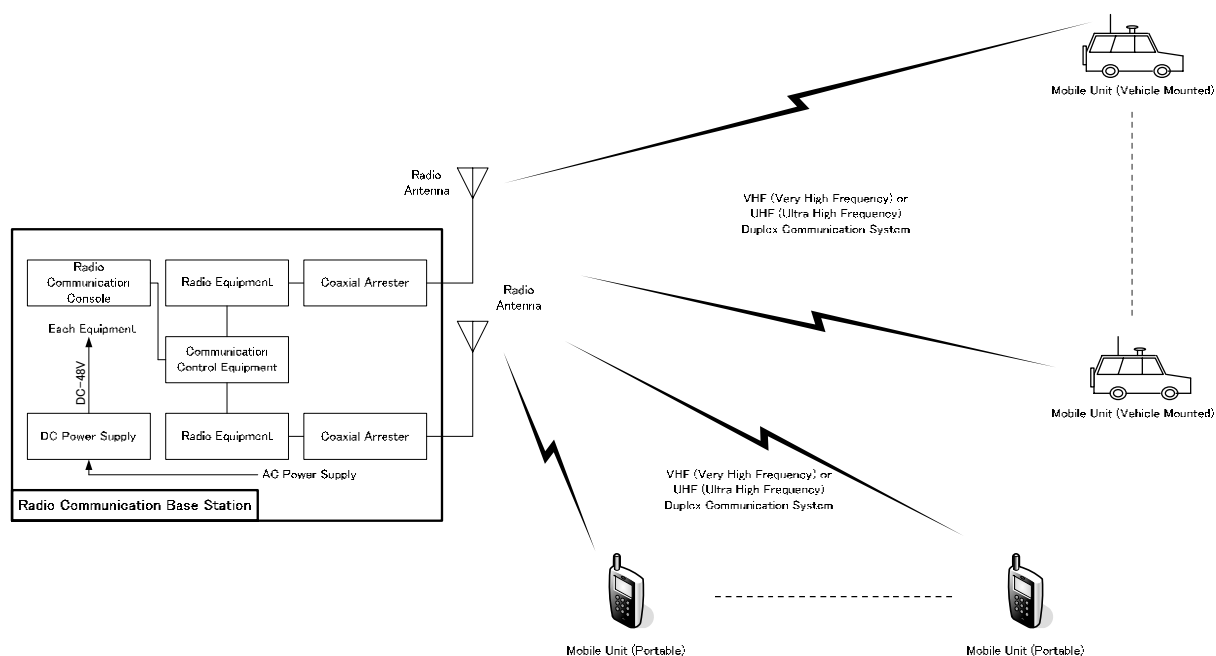 Mobile Unit (Vehicle Mounted)
Radio
Antenna
VHF (Very High Frequency) or
UHF (Ultra High Frequency)
Duplex Communication System
Radio
Communication
Console
Radio Equipment
Coaxial Arrester
Radio
Antenna
Each Equipment
Communication
Control Equipment
DC-48V
Mobile Unit (Vehicle Mounted)
DC Power Supply
Radio Equipment
Coaxial Arrester
AC Power Supply
VHF (Very High Frequency) or
UHF (Ultra High Frequency)
Duplex Communication System
Radio Communication Base Station
Mobile Unit (Portable)
Mobile Unit (Portable)